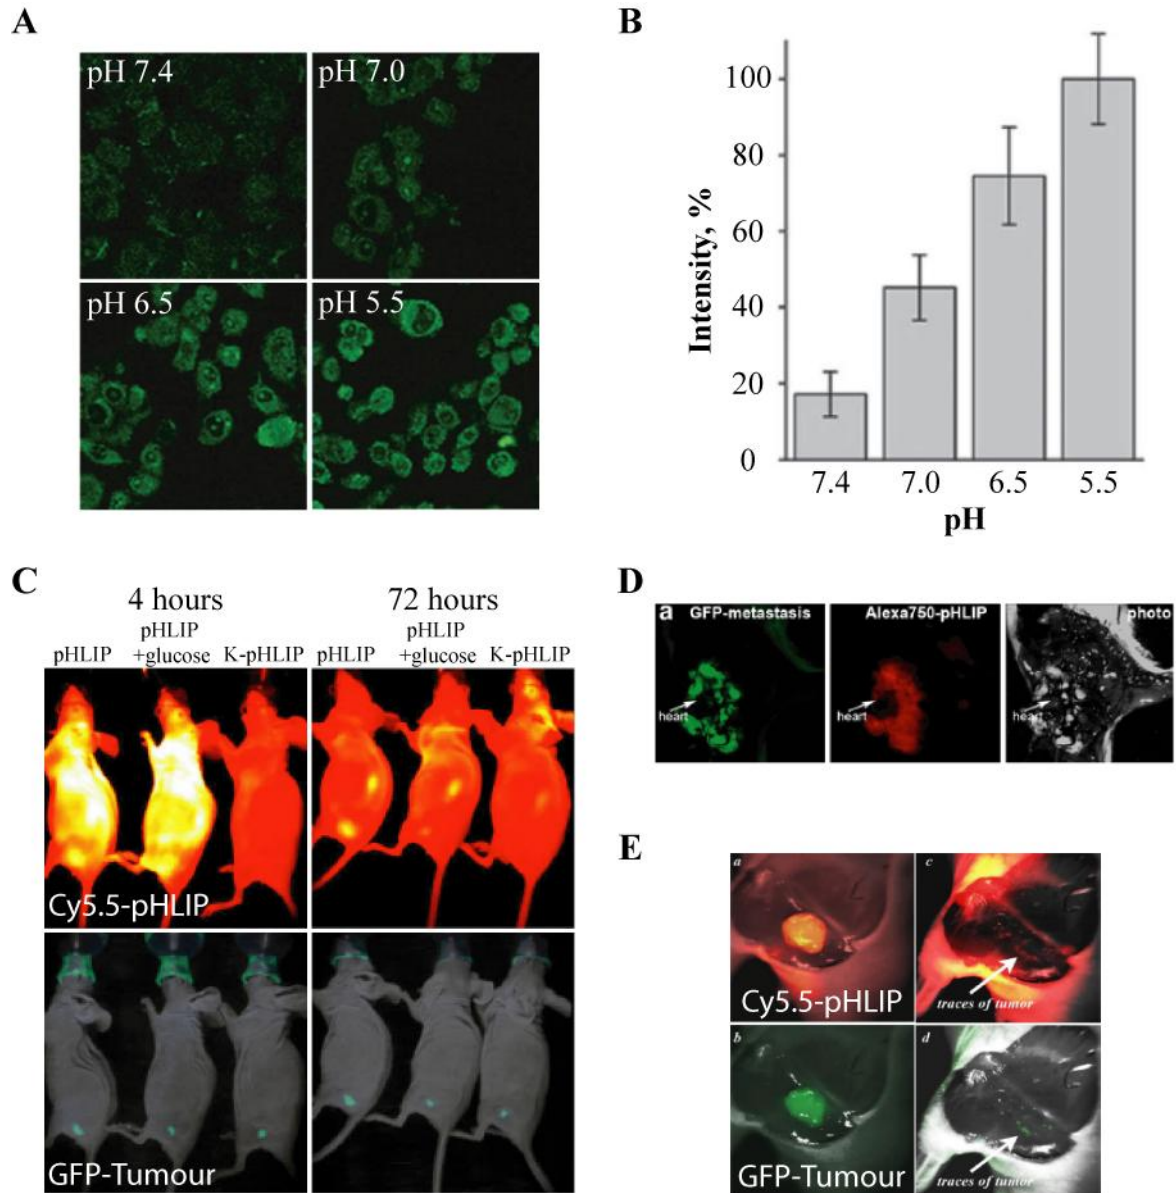 A
pH 7.4
pH 7.0
pH 6.5
pH 5.5
B
Intensity, %
100
80
60
40
20
0
7.4 7.0 6.5 5.5
pH
C
4 hours
72 hours
pHLIP
pHLIP
+glucose
K-pHLIP
pHLIP
pHLIP
+glucose
K-pHLIP
Cy5.5-pHLIP
GFP-Tumour
D
a GFP-metastasis
heart
Alexa750-pHLIP
heart
photo
heart
E
a
Cy5.5-pHLIP
c
traces of tumor
b
GFP-Tumour
d
traces of tumor